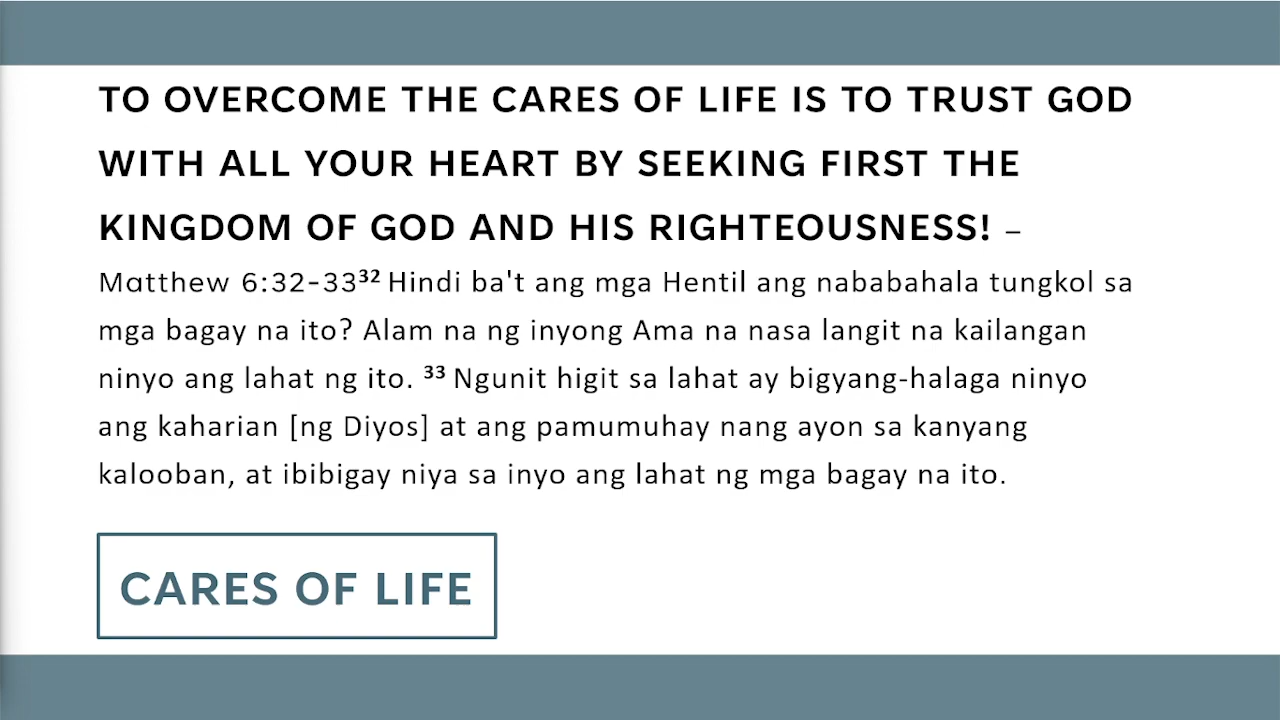 TO OVERCOME THE CARES OF LIFE IS TO TRUST GOD
WITH ALL YOUR HEART BY SEEKING FIRST THE
KINGDOM OF GOD AND HIS RIGHTEOUSNESS! –
Matthew 6:32-33³² Hindi ba't ang mga Hentil ang nababahala tungkol sa
mga bagay na ito? Alam na ng inyong Ama na nasa langit na kailangan
ninyo ang lahat ng ito. ³³ Ngunit higit sa lahat ay bigyang-halaga ninyo
ang kaharian [ng Diyos] at ang pamumuhay nang ayon sa kanyang
kalooban, at ibibigay niya sa inyo ang lahat ng mga bagay na ito.
CARES OF LIFE